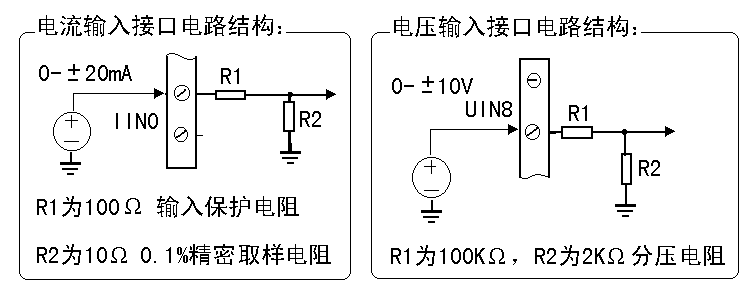 电流输入接口电路结构:
0-±20mA
R1
IIN0
R2
R1为100Ω 输入保护电阻
R2为10Ω 0.1%精密取样电阻
电压输入接口电路结构:
0-±10V
UIN8
R1
R2
R1为100KΩ, R2为2KΩ 分压电阻